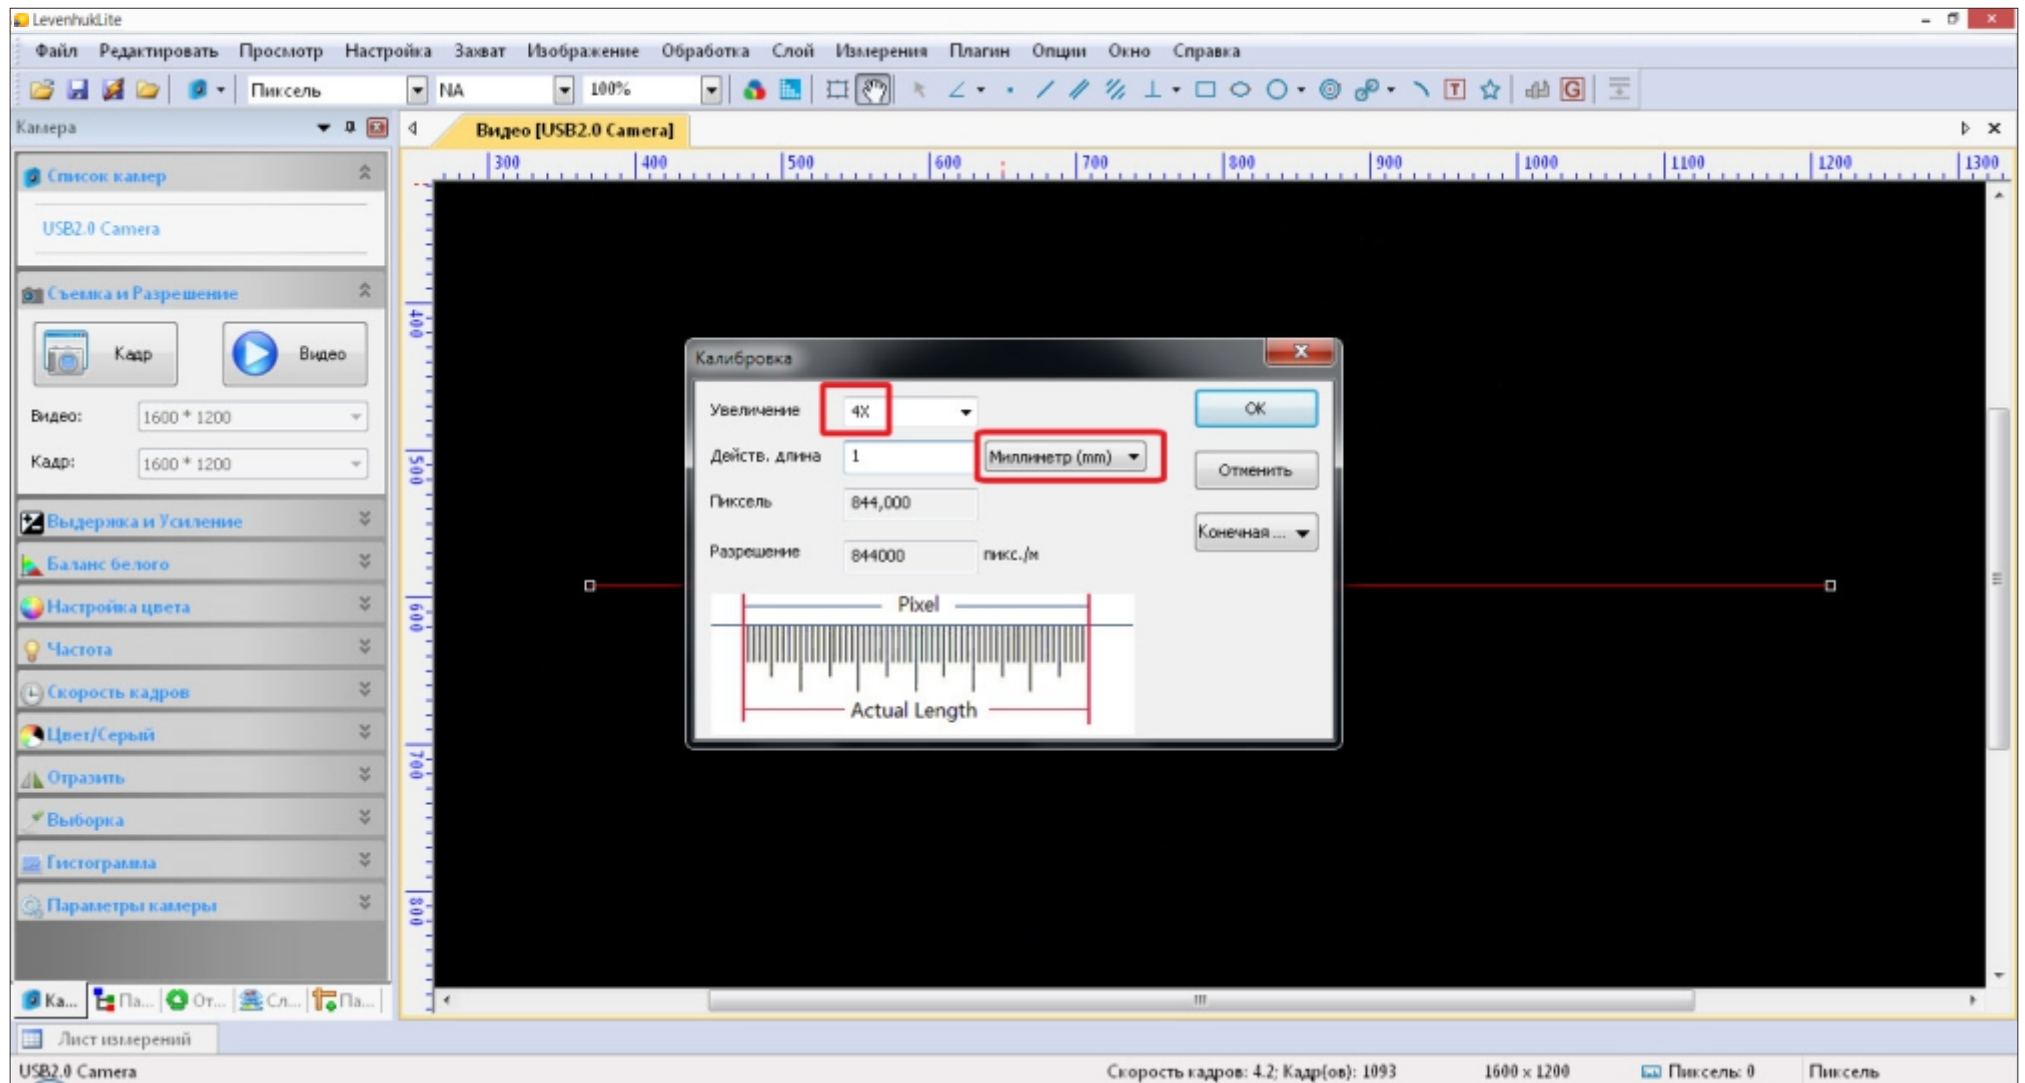 LevenhukLite
Файл Редактировать Просмотр Настройка Захват Изображение Обработка Слой Измерения Плагин Опции Окно Справка
Пиксель NA 100% T G
Камера
Видео [USB2.0 Camera]
300 400 500 600 700 800 900 1000 1100 1200 1300
Список камер
USB2.0 Camera
Съемка и Разрешение
Кадр Видео
Видео: 1600 * 1200
Кадр: 1600 * 1200
Выдержка и Усиление
Баланс белого
Настройка цвета
Частота
Скорость кадров
Цвет/Серый
Отразить
Выборка
Гистограмма
Параметры камеры
Ка... Па... От... Сл... Па...
400
500
600
700
800
Калибровка
Увеличение 4X OK
Действ. длина 1 Миллиметр (mm) Отменить
Пиксель 844,000 Конечная ...
Разрешение 844000 пикс./м
Pixel
Actual Length
Лист измерений
USB2.0 Camera Скорость кадров: 4.2; Кадр(ов): 1093 1600 x 1200 Пиксель: 0 Пиксель